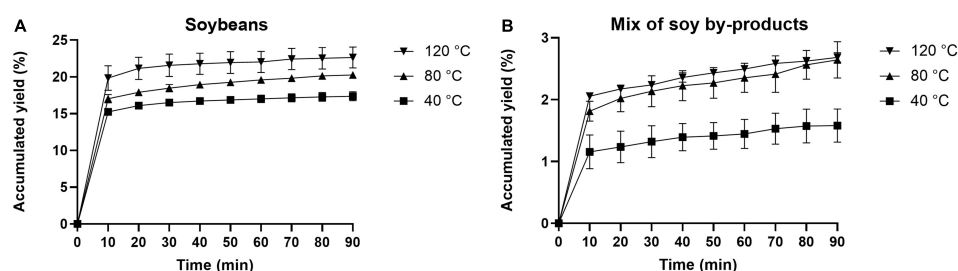 A
Soybeans
Accumulated yield (%)
25
20
15
10
5
0
0 10 20 30 40 50 60 70 80 90
Time (min)
120 °C
80 °C
40 °C
B
Mix of soy by-products
Accumulated yield (%)
3
2
1
0
0 10 20 30 40 50 60 70 80 90
Time (min)
120 °C
80 °C
40 °C